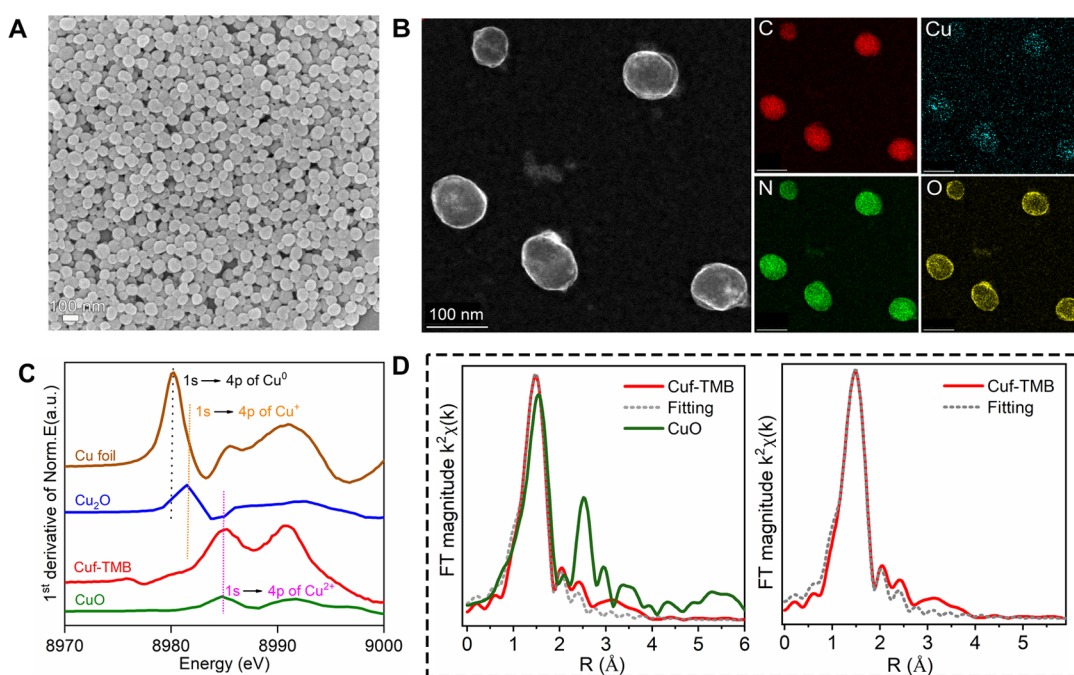 A
100 nm
B
100 nm
C
Cu
N
O
C
1s → 4p of Cu⁰
1s → 4p of Cu⁺
Cu foil
Cu₂O
Cuf-TMB
1s → 4p of Cu²⁺
CuO
1ˢᵗ derivative of Norm.E(a.u.)
8970 8980 8990 9000
Energy (eV)
D
Cuf-TMB
Fitting
CuO
FT magnitude k²χ(k)
0 1 2 3 4 5 6
R (Å)
Cuf-TMB
Fitting
FT magnitude k²χ(k)
0 1 2 3 4 5
R (Å)